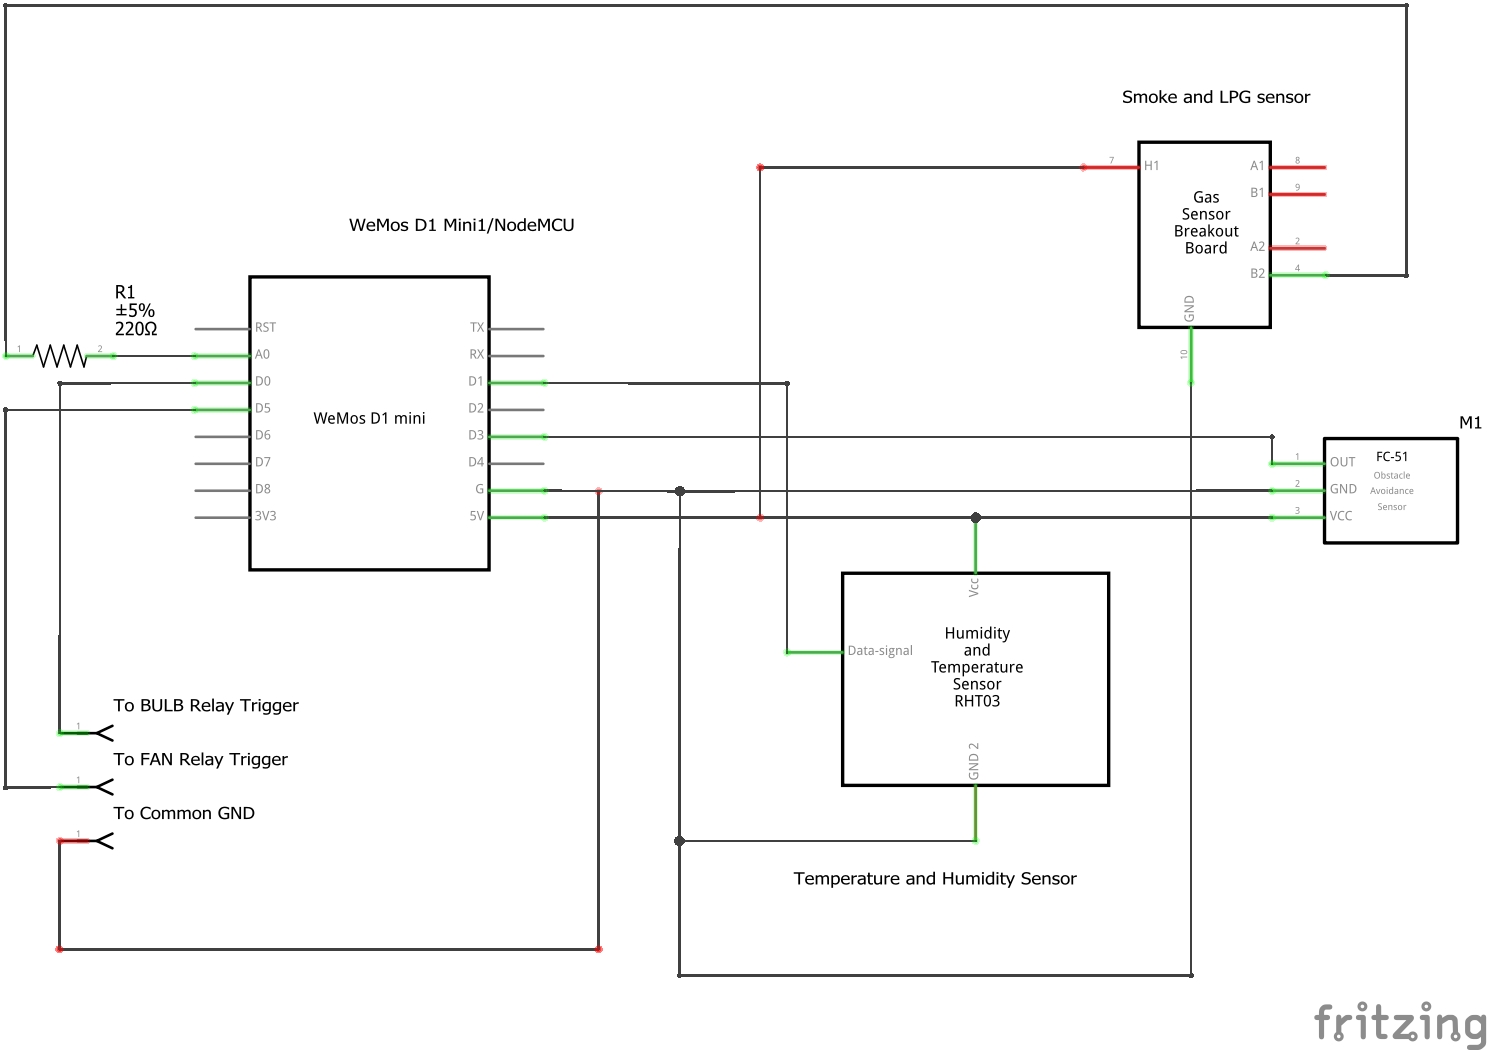 Smoke and LPG sensor
7
H1
A1
8
B1
9
A2
2
B2
4
Gas
Sensor
Breakout
Board
GND
10
WeMos D1 Mini1/NodeMCU
R1
±5%
220Ω
1
2
RST
A0
D0
D5
D6
D7
D8
3V3
WeMos D1 mini
TX
RX
D1
D2
D3
D4
G
5V
M1
FC-51
Obstacle
Avoidance
Sensor
1
OUT
2
GND
3
VCC
Vcc
Data-signal
Humidity
and
Temperature
Sensor
RHT03
GND 2
Temperature and Humidity Sensor
To BULB Relay Trigger
1
To FAN Relay Trigger
1
To Common GND
1
fritzing